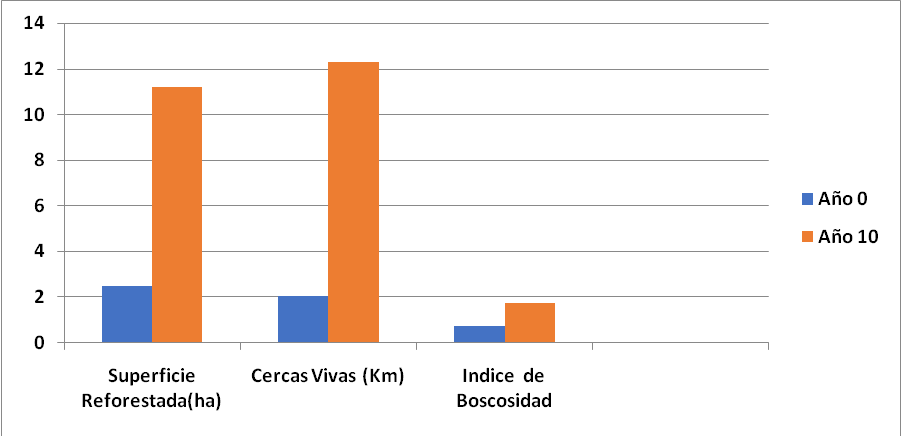 14
12
10
8
6
4
2
0
Superficie
Reforestada(ha)
Cercas Vivas (Km)
Indice de
Boscosidad
Año 0
Año 10